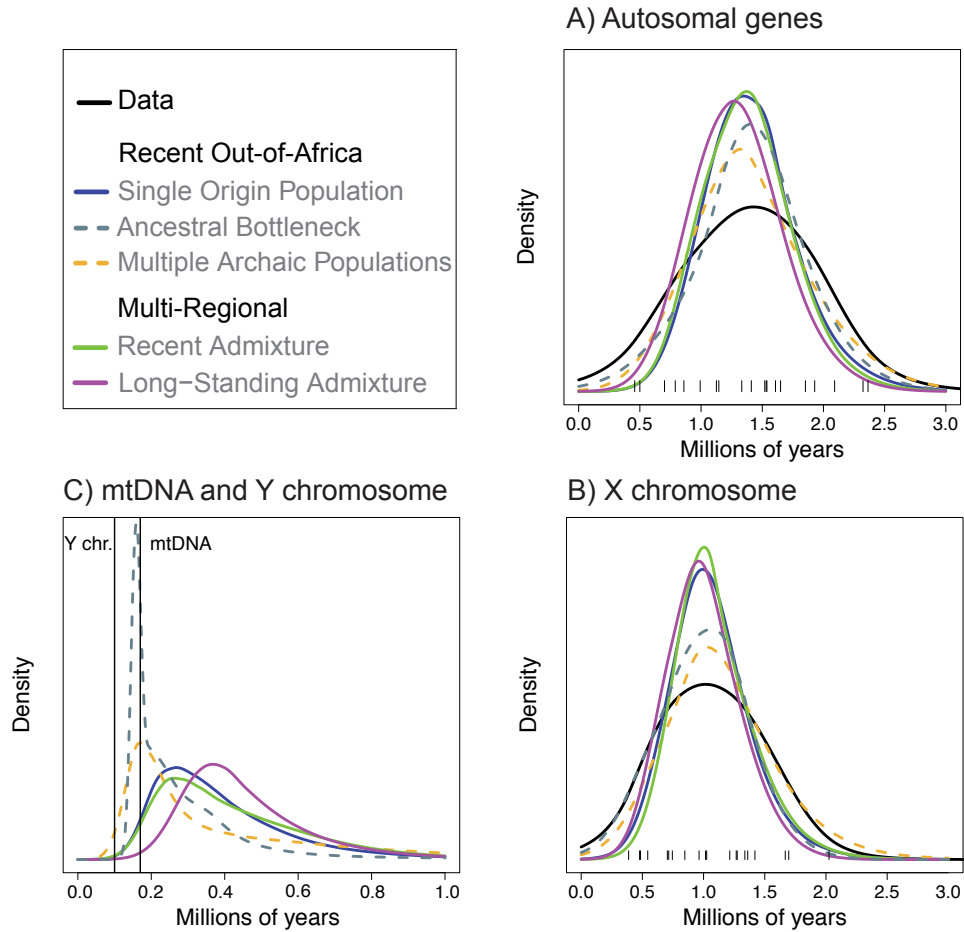 Data
Recent Out-of-Africa
Single Origin Population
Ancestral Bottleneck
Multiple Archaic Populations
Multi-Regional
Recent Admixture
Long−Standing Admixture
A) Autosomal genes
Density
0.0 0.5 1.0 1.5 2.0 2.5 3.0
Millions of years
C) mtDNA and Y chromosome
Y chr. mtDNA
Density
0.0 0.2 0.4 0.6 0.8 1.0
Millions of years
B) X chromosome
Density
0.0 0.5 1.0 1.5 2.0 2.5 3.0
Millions of years